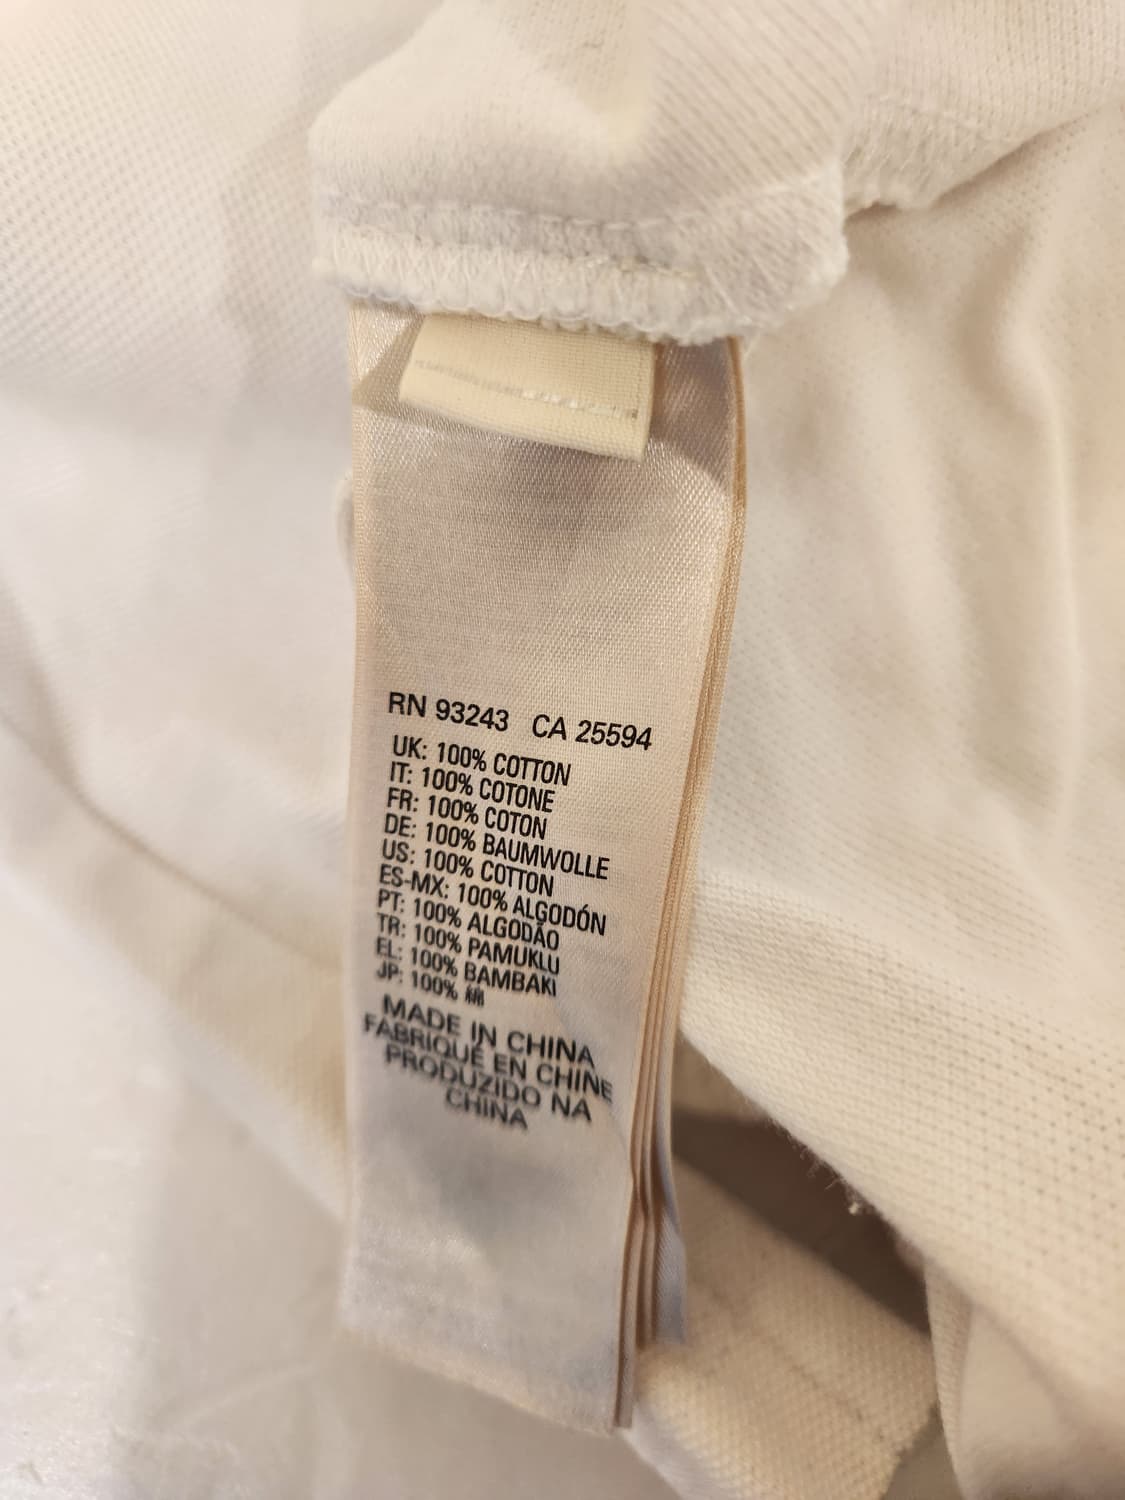 RN 93243 CA 25594
UK: 100% COTTON
IT: 100% COTONE
FR: 100% COTON
DE: 100% BAUMWOLLE
US: 100% COTTON
ES-MX: 100% ALGODÓN
PT: 100% ALGODÃO
TR: 100% PAMUKLU
EL: 100% BAMBAKI
JP: 100% 綿
MADE IN CHINA
FABRIQUÉ EN CHINE
PRODUZIDO NA
CHINA